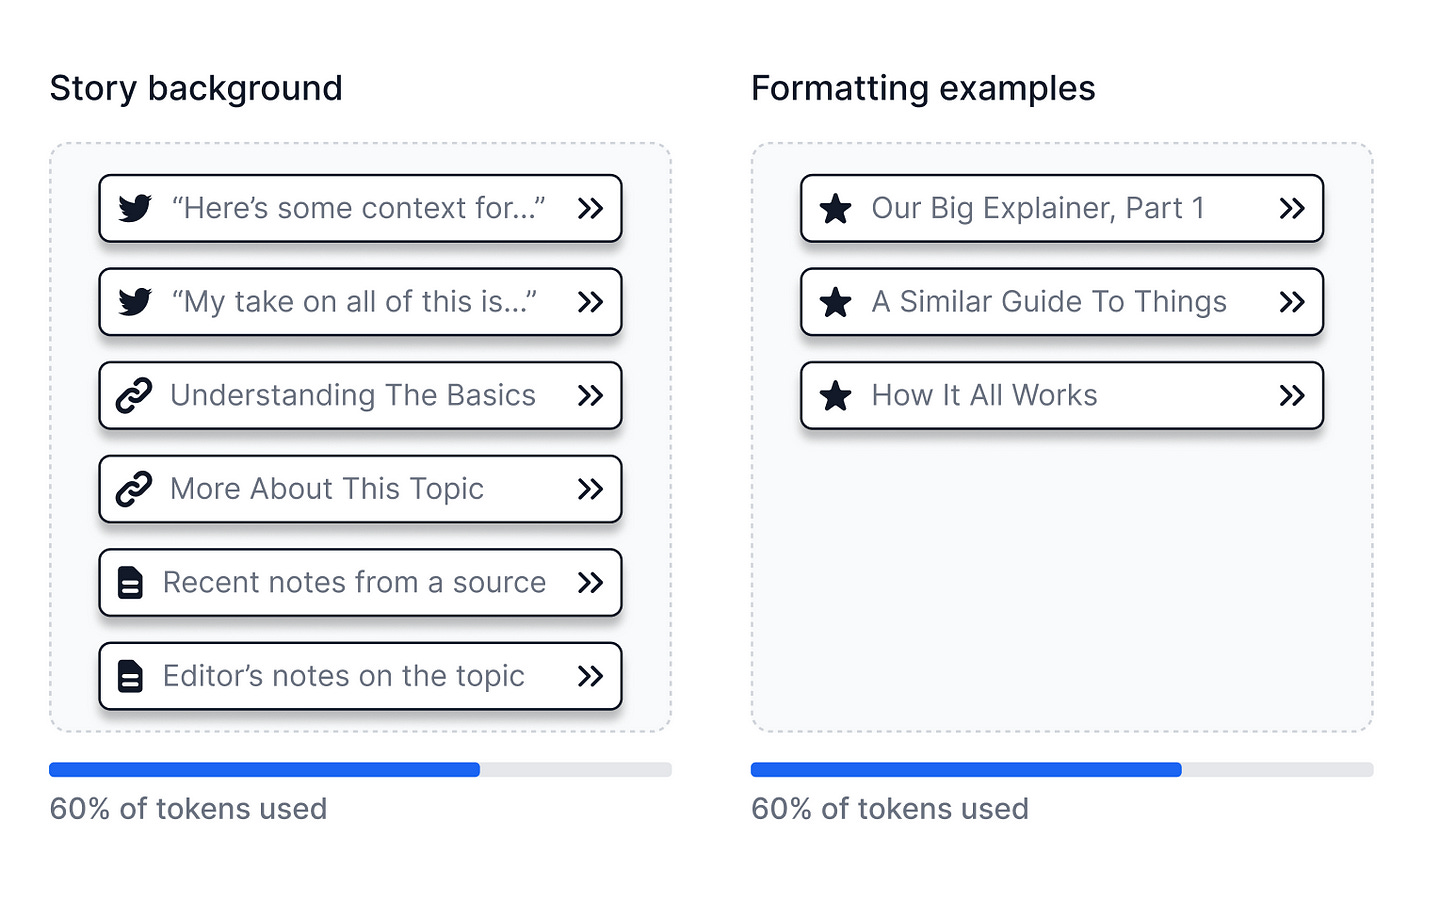 Story background
“Here’s some context for...”
“My take on all of this is...”
Understanding The Basics
More About This Topic
Recent notes from a source
Editor’s notes on the topic
60% of tokens used
Formatting examples
Our Big Explainer, Part 1
A Similar Guide To Things
How It All Works
60% of tokens used